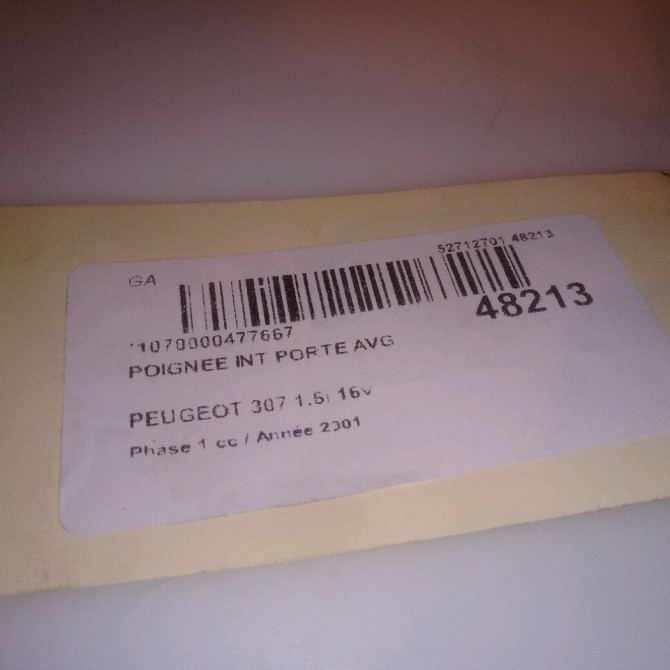 52712701 48213
GA
48213
*1070000477667
POIGNEE INT PORTE AVG
PEUGEOT 307 1.6i 16v
Phase 1 cc / Année 2001